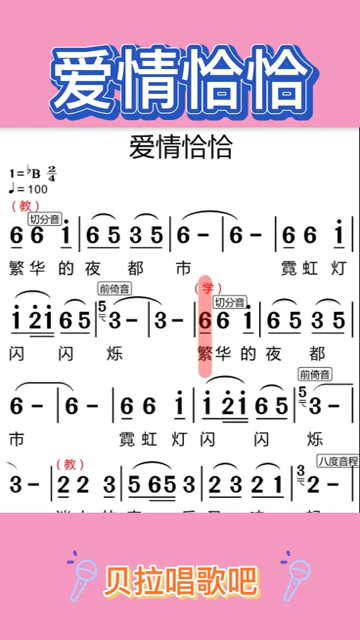 爱情恰恰
爱情恰恰
1=♭B 2/4
♩=100
（教） 切分音
6 6 i | 6 5 3 5 | 6 − | 6 − | 6 6 i |
繁华的夜都市 霓虹灯
前倚音 （学） 切分音
i 2i 6 5 | 5 3 − | 3 − | 6 6 i | 6 5 3 5 |
闪闪烁 繁华的夜都
前倚音
6 − | 6 − | 6 6 i | i 2i 6 5 | 5 3 − |
市 霓虹灯闪闪烁
（教） 八度音程
3 − | 2 2 3 | 5 65 3 | 2 3 2 1 | 3 2 − |
贝拉唱歌吧